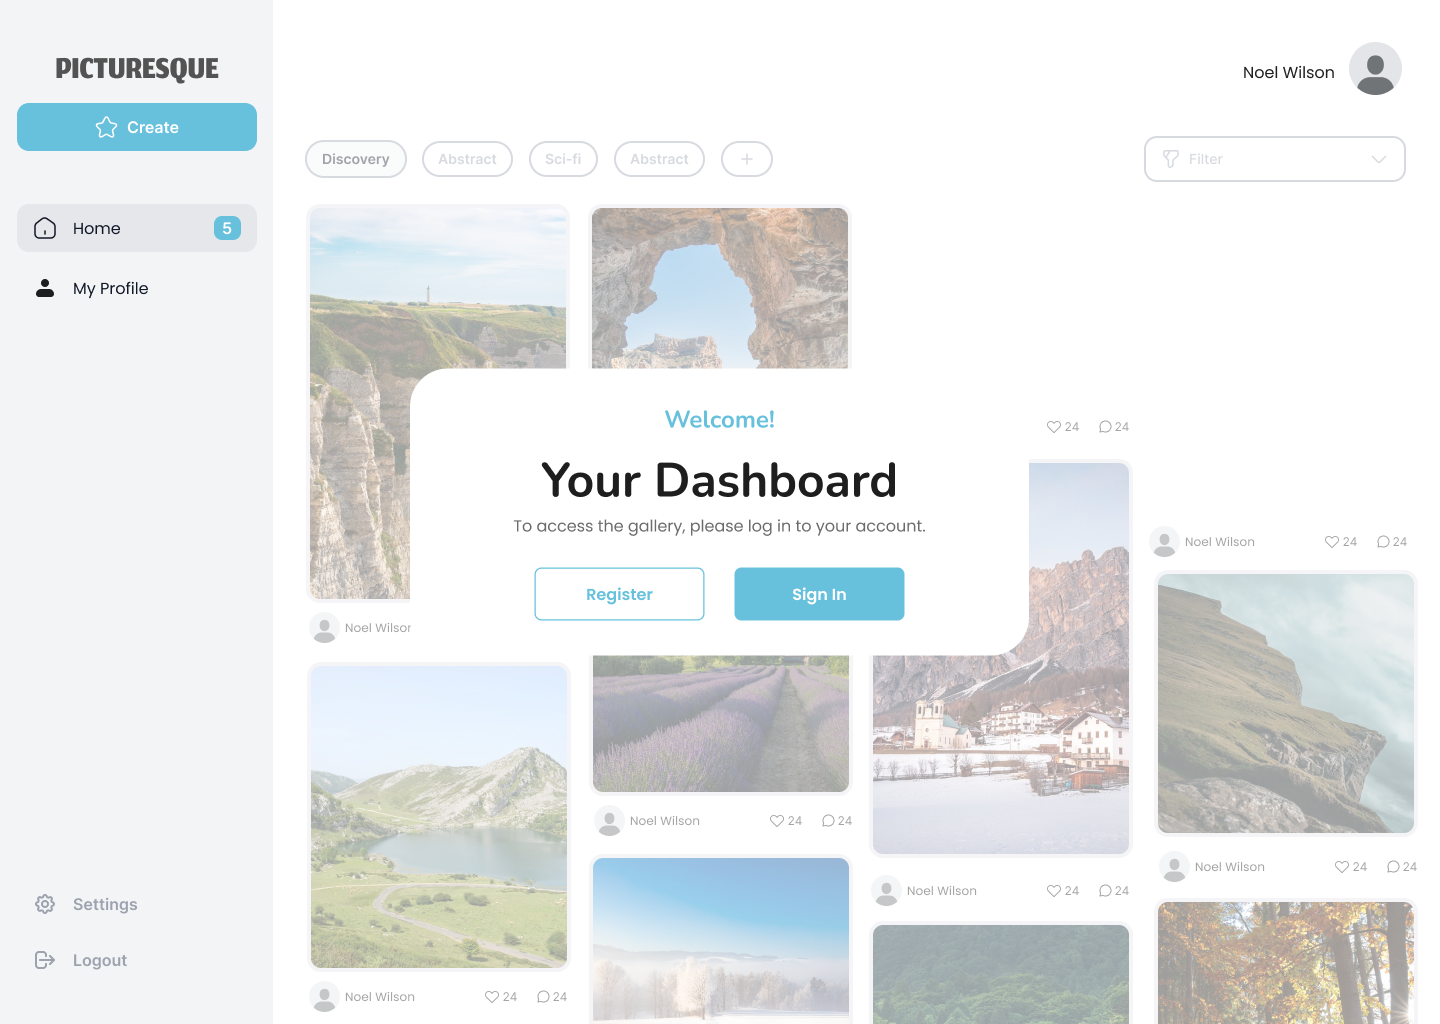 PICTURESQUE
Create
Home 5
My Profile
Settings
Logout
Noel Wilson
Discovery Abstract Sci-fi Abstract +
Filter
Welcome!
Your Dashboard
To access the gallery, please log in to your account.
Register Sign In
24 24
Noel Wilson 24 24
Noel Wilson
Noel Wilson 24 24
Noel Wilson 24 24
Noel Wilson 24 24
Noel Wilson 24 24